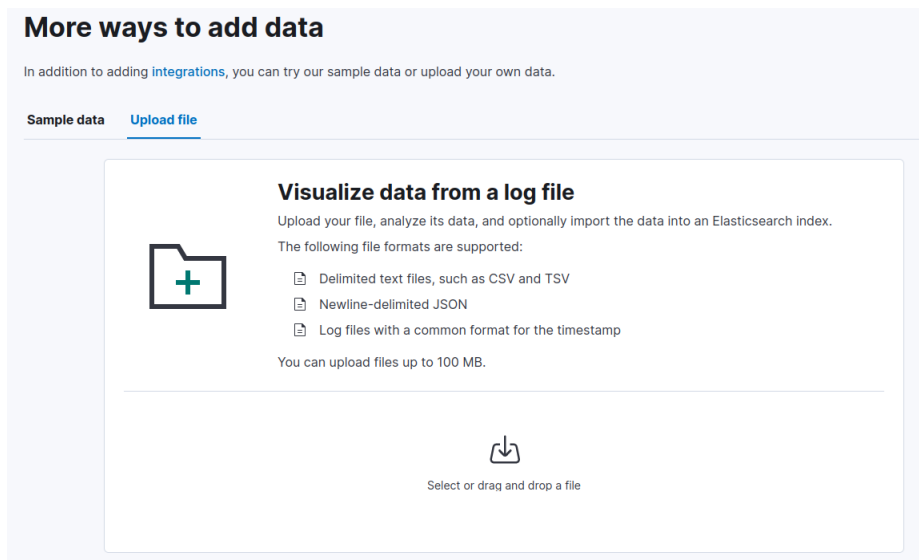 More ways to add data
In addition to adding integrations, you can try our sample data or upload your own data.
Sample data Upload file
Visualize data from a log file
Upload your file, analyze its data, and optionally import the data into an Elasticsearch index.
The following file formats are supported:
Delimited text files, such as CSV and TSV
Newline-delimited JSON
Log files with a common format for the timestamp
You can upload files up to 100 MB.
Select or drag and drop a file